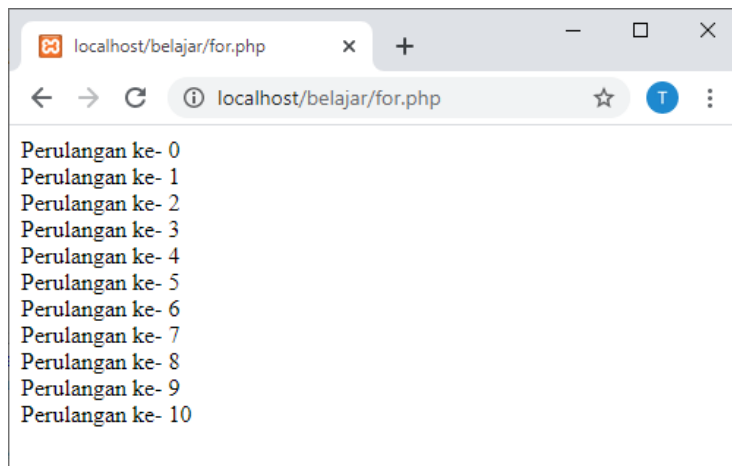 localhost/belajar/for.php
localhost/belajar/for.php
T
Perulangan ke- 0
Perulangan ke- 1
Perulangan ke- 2
Perulangan ke- 3
Perulangan ke- 4
Perulangan ke- 5
Perulangan ke- 6
Perulangan ke- 7
Perulangan ke- 8
Perulangan ke- 9
Perulangan ke- 10